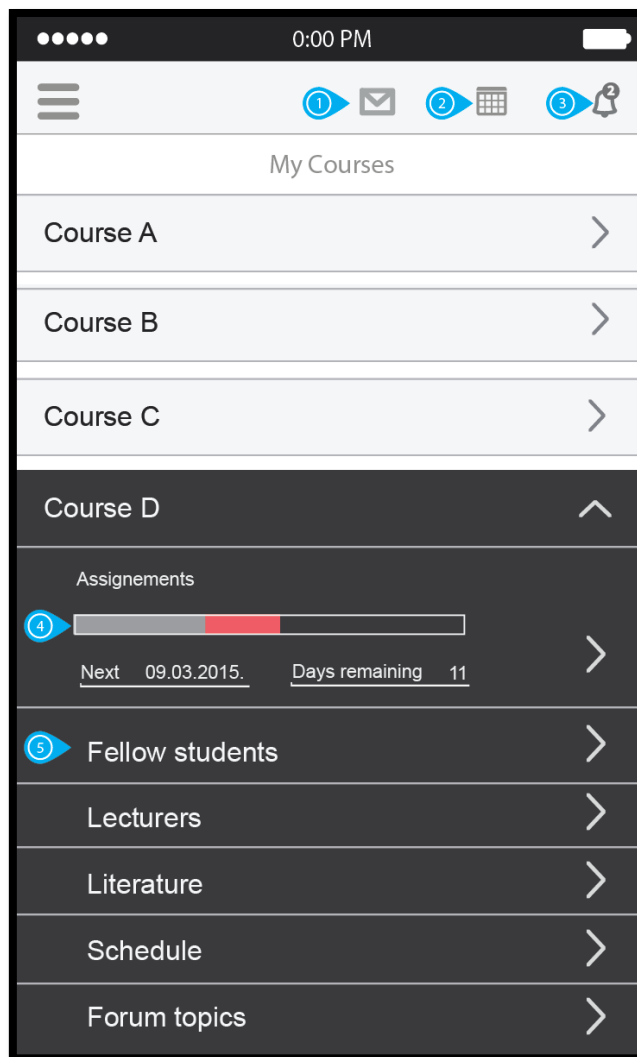 0:00 PM
1 2 3 2
My Courses
Course A
Course B
Course C
Course D
Assignements
4
Next 09.03.2015. Days remaining 11
5 Fellow students
Lecturers
Literature
Schedule
Forum topics